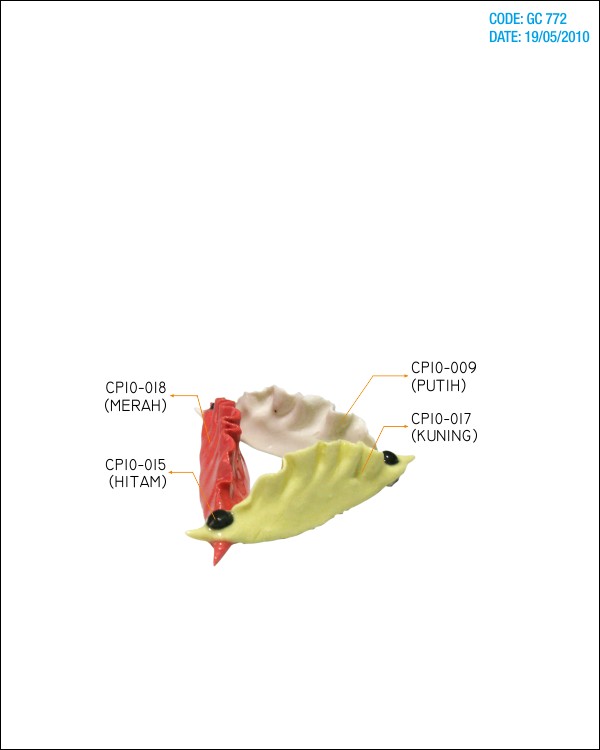 CODE: GC 772
DATE: 19/05/2010
CP10-009
(PUTIH)
CP10-018
(MERAH)
CP10-017
(KUNING)
CP10-015
(HITAM)